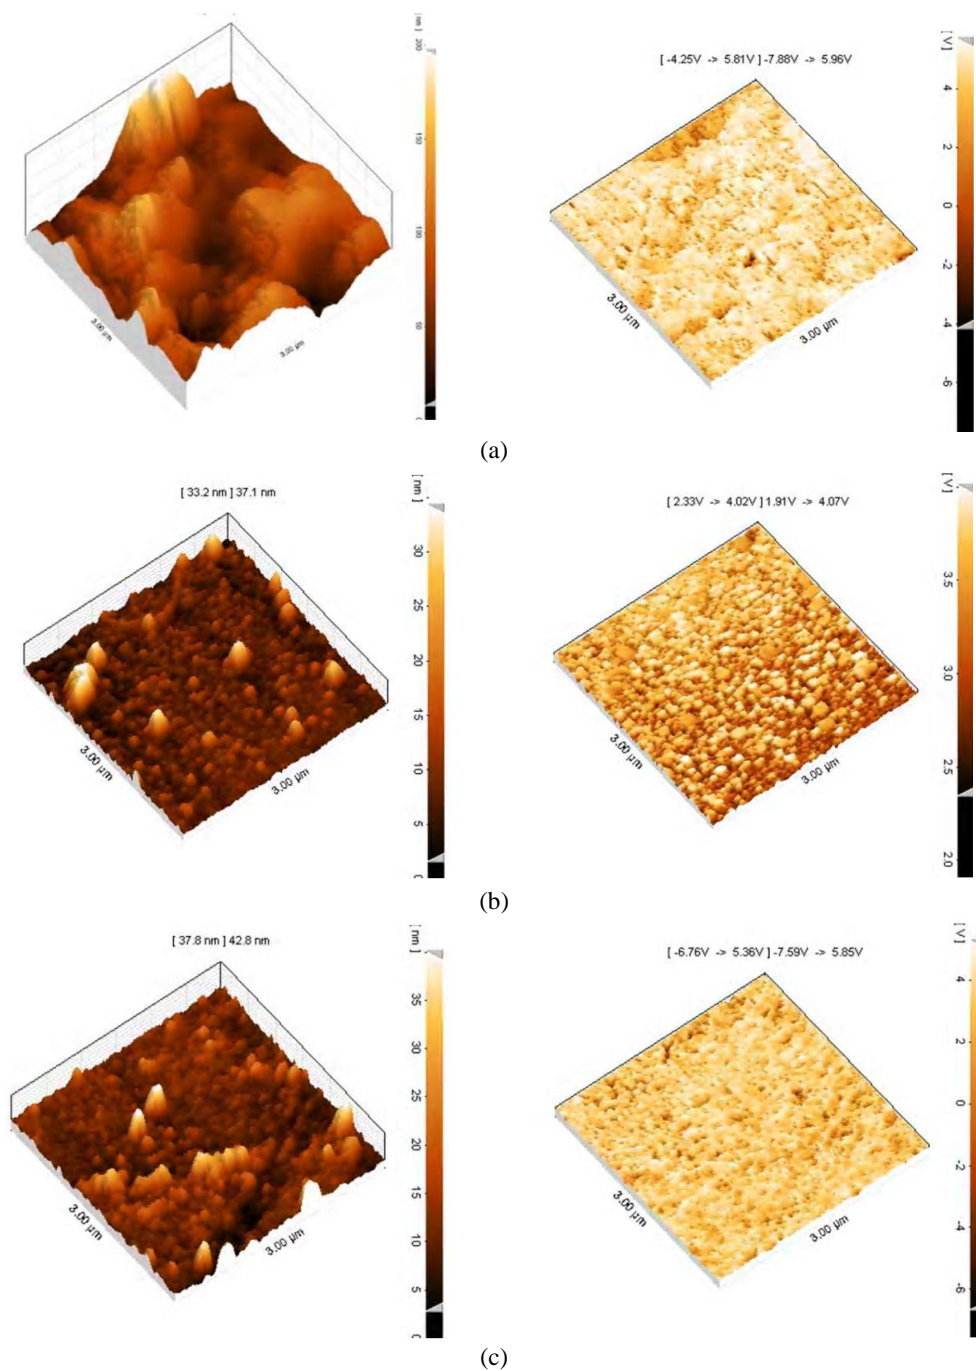 [ nm ]
200
150
100
50
0
3.00 µm
3.00 µm
[ -4.25V -> 5.81V ] -7.88V -> 5.96V
[ V ]
4
2
0
-2
-4
-6
3.00 µm
3.00 µm
(a)
[ 33.2 nm ] 37.1 nm
[ nm ]
30
25
20
15
10
5
0
3.00 µm
3.00 µm
[ 2.33V -> 4.02V ] 1.91V -> 4.07V
[ V ]
3.5
3.0
2.5
2.0
3.00 µm
3.00 µm
(b)
[ 37.8 nm ] 42.8 nm
[ nm ]
35
30
25
20
15
10
5
0
3.00 µm
3.00 µm
[ -6.76V -> 5.36V ] -7.59V -> 5.85V
[ V ]
4
2
0
-2
-4
-6
3.00 µm
3.00 µm
(c)